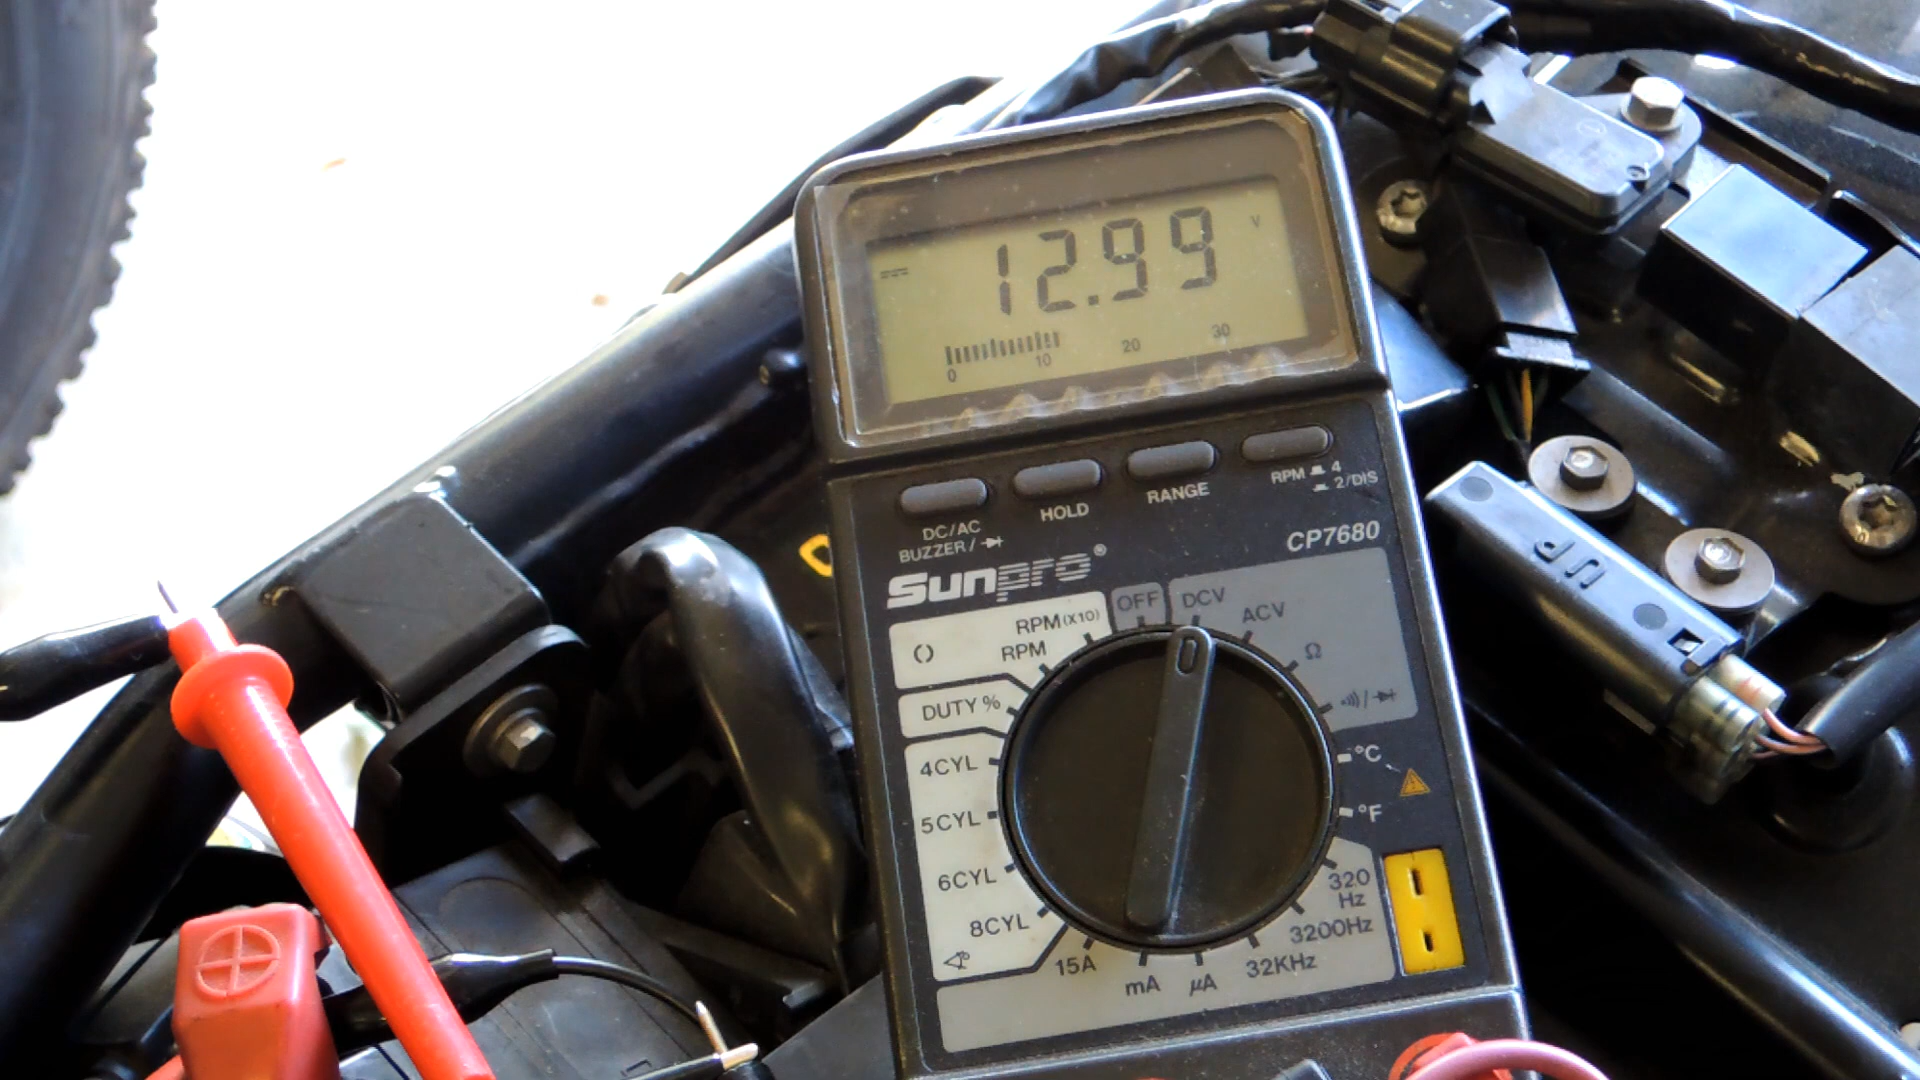 12.99 V
0 10 20 30
DC/AC
BUZZER/
HOLD
RANGE
RPM 4
2/DIS
CP7680
Sunpro®
OFF
DCV
ACV
Ω
RPM(X10)
RPM
DUTY %
4CYL
5CYL
6CYL
8CYL
15A
mA
µA
32KHz
3200Hz
320
Hz
°F
°C
UP